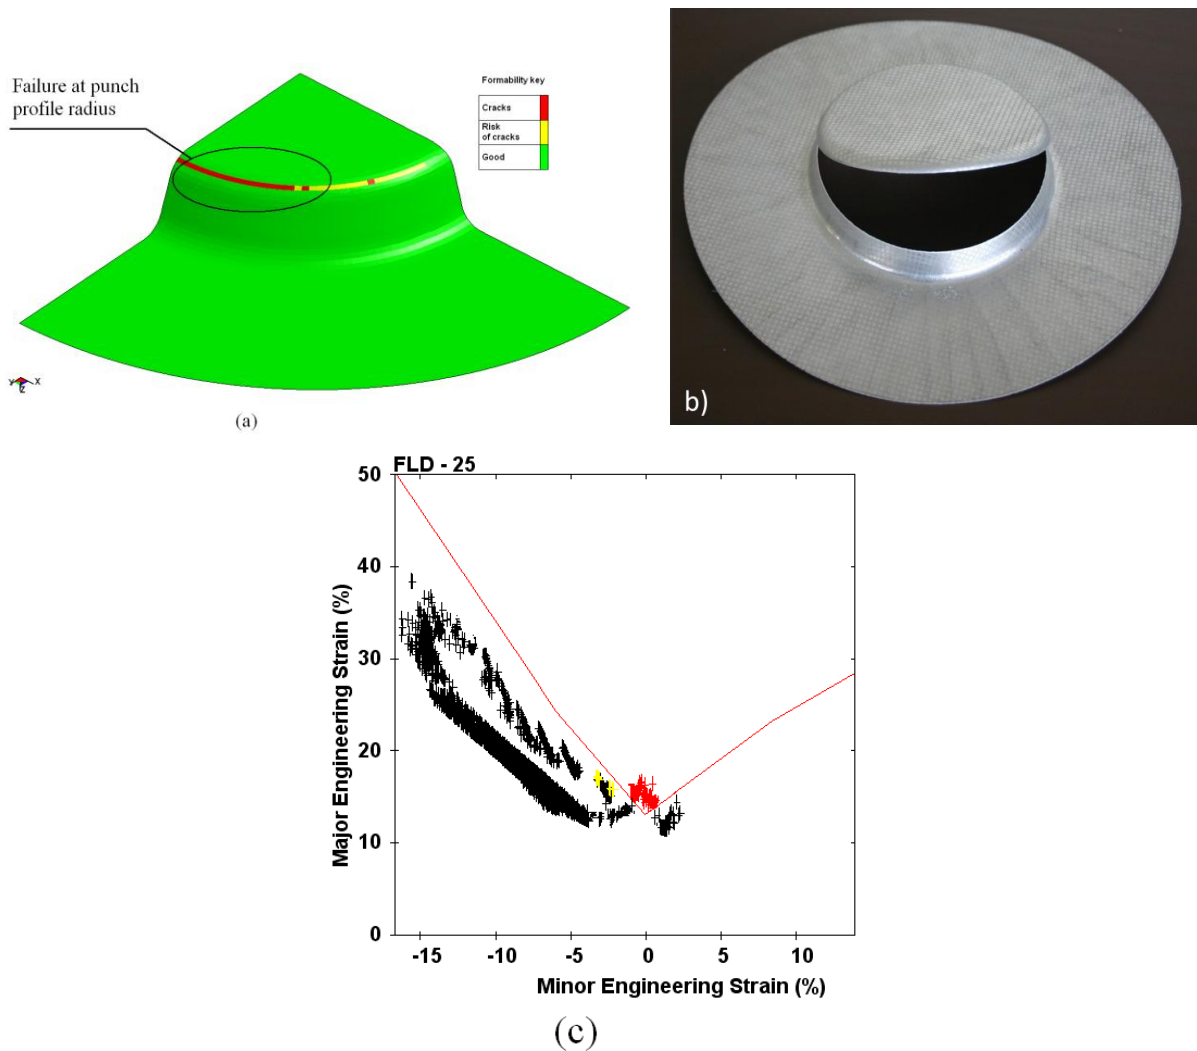 Failure at punch
profile radius
Formability key
Cracks
Risk
of cracks
Good
Y
X
Z
(a)
b)
FLD - 25
50
40
30
20
10
0
Major Engineering Strain (%)
-15
-10
-5
0
5
10
Minor Engineering Strain (%)
(c)